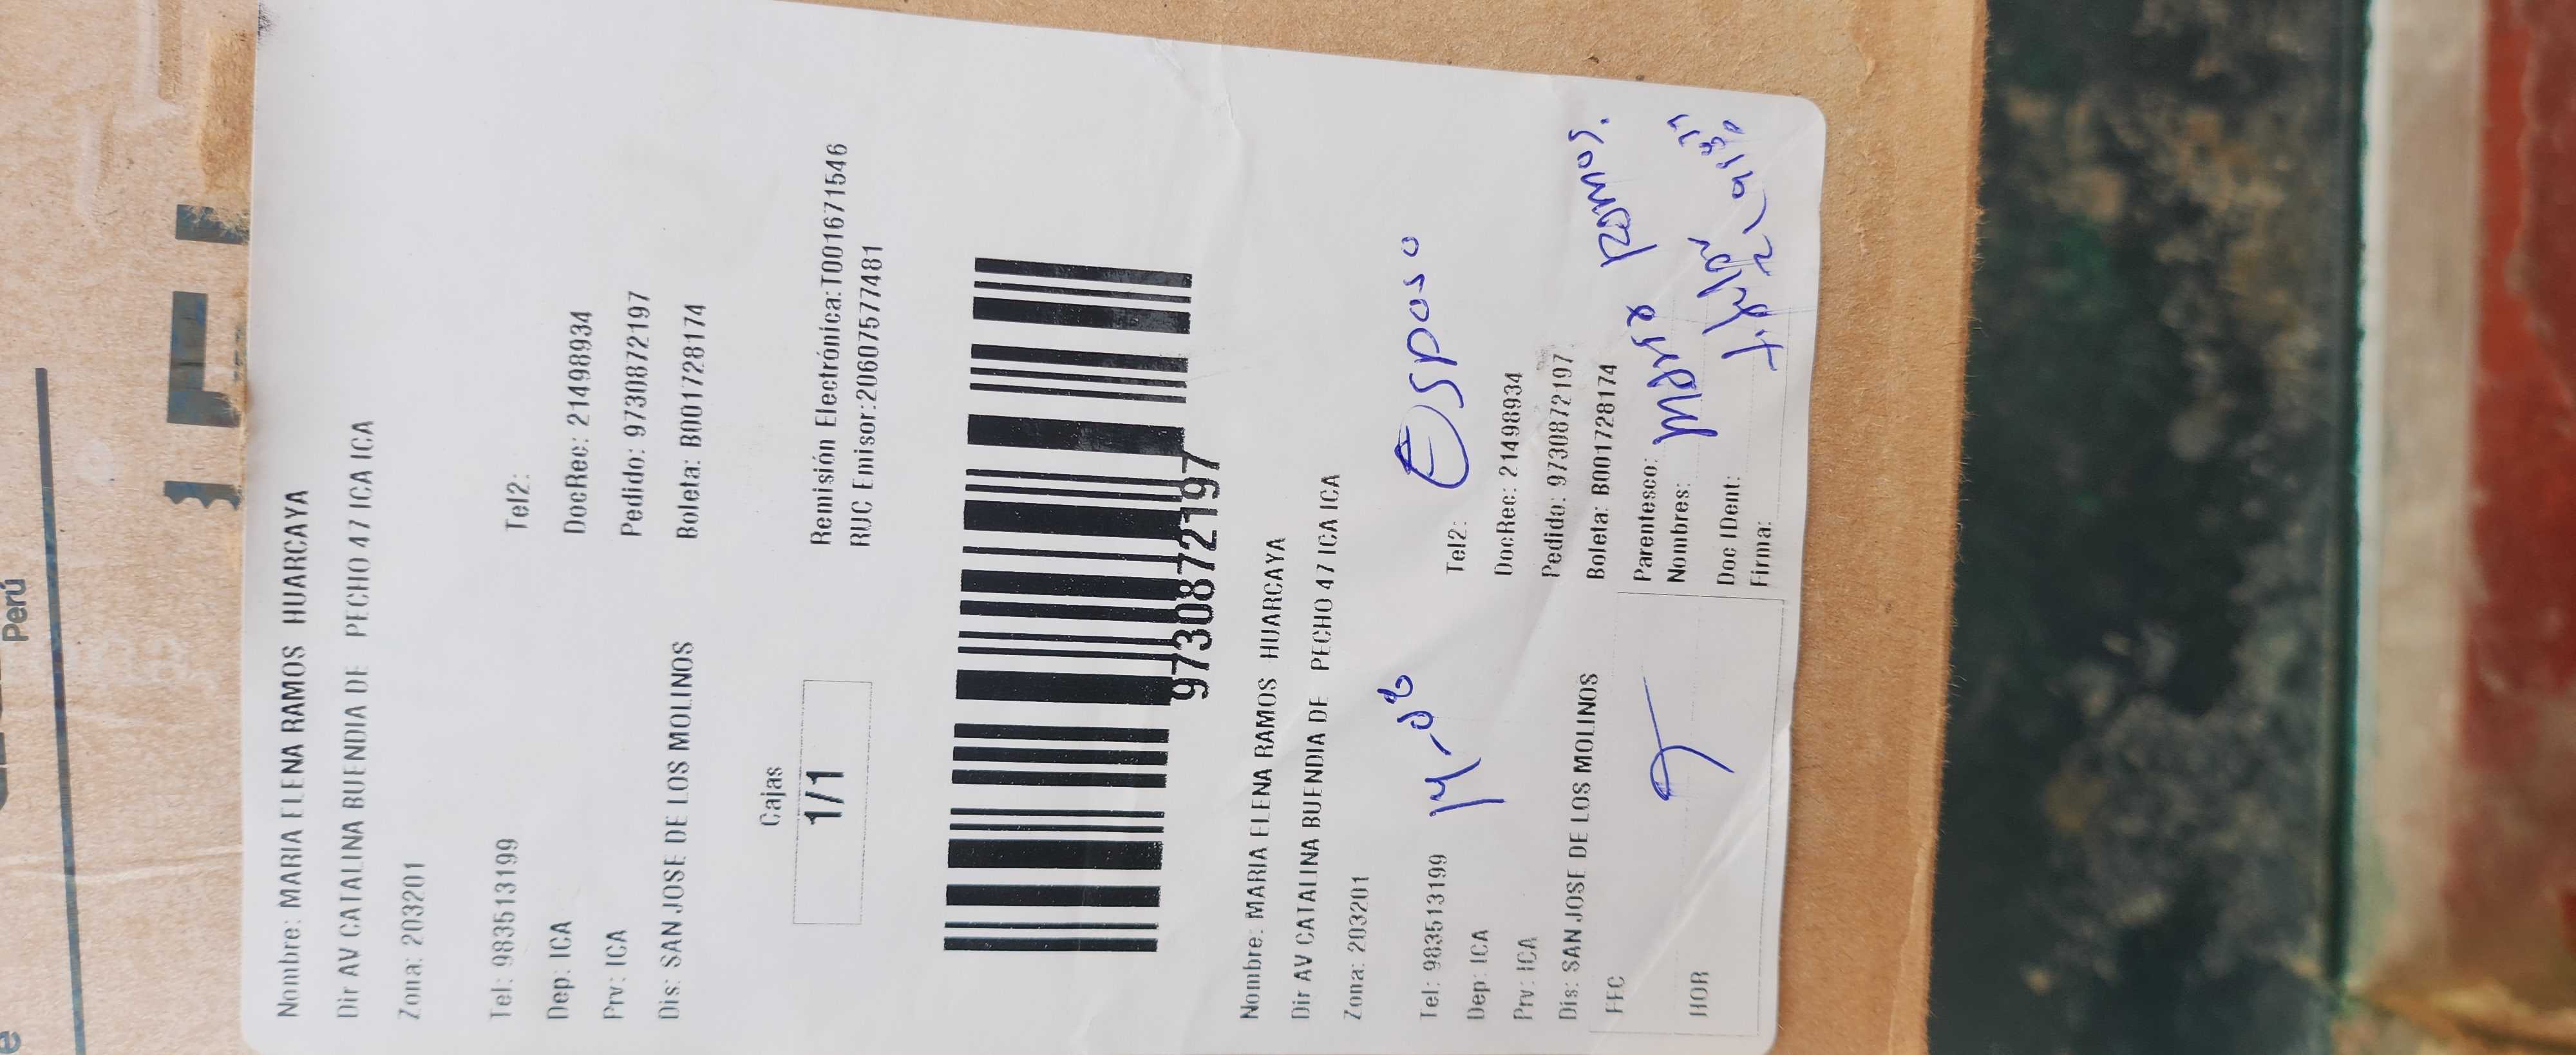 Perú
Nombre: MARIA ELENA RAMOS HUARCAYA
Dir AV CATALINA BUENDIA DE PECHO 47 ICA ICA
Zona: 203201
Tel: 983513199 Tel2:
Dep: ICA DocRec: 21498934
Prv: ICA Pedido: 9730872197
Dis: SAN JOSE DE LOS MOLINOS Boleta: B001728174
Cajas
1/1
Remisión Electrónica:T001671546
RUC Emisor:20607577481
9730872197
Nombre: MARIA ELENA RAMOS HUARCAYA
Dir AV CATALINA BUENDIA DE PECHO 47 ICA ICA
Zona: 203201
Esposo
Tel: 983513199 14-08 Tel2:
Dep: ICA DocRec: 21498934
Prv: ICA Pedido: 9730872197
Dis: SAN JOSE DE LOS MOLINOS Boleta: B001728174
FEC
HOR
Parentesco:
Nombres: Ramos.
Doc IDent:
Firma: